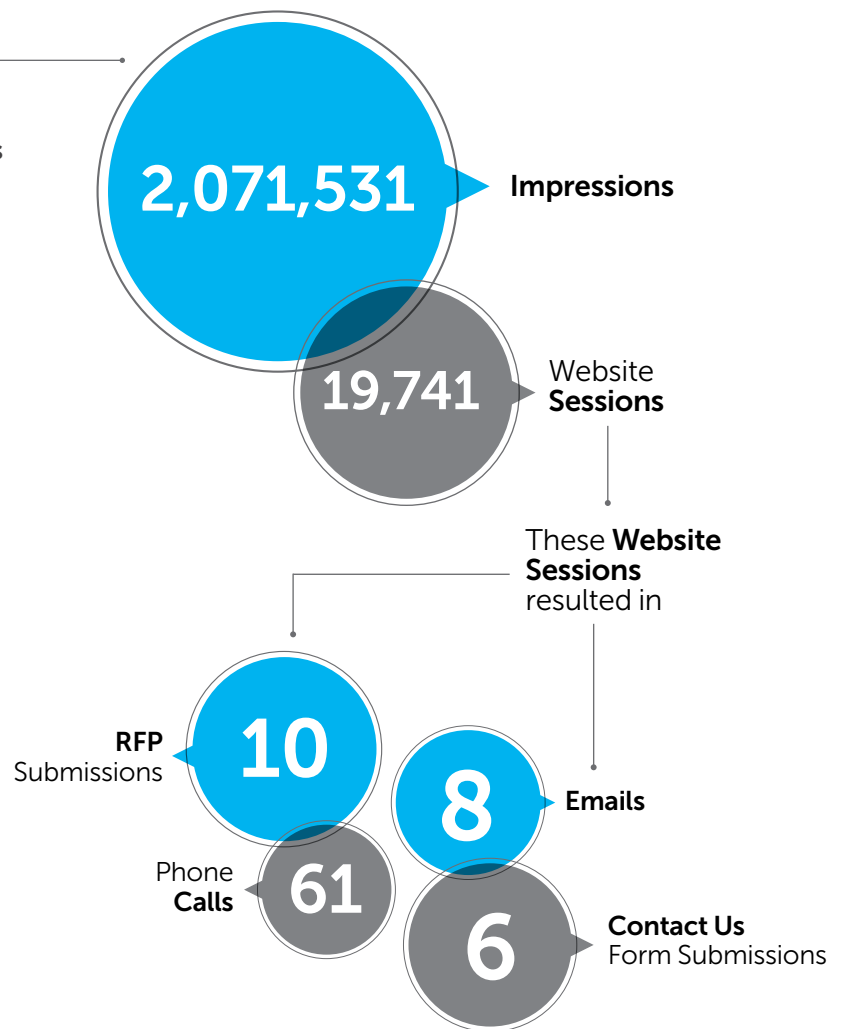 s
2,071,531
Impressions
19,741
Website
Sessions
These Website
Sessions
resulted in
10
RFP
Submissions
8
Emails
61
Phone
Calls
6
Contact Us
Form Submissions